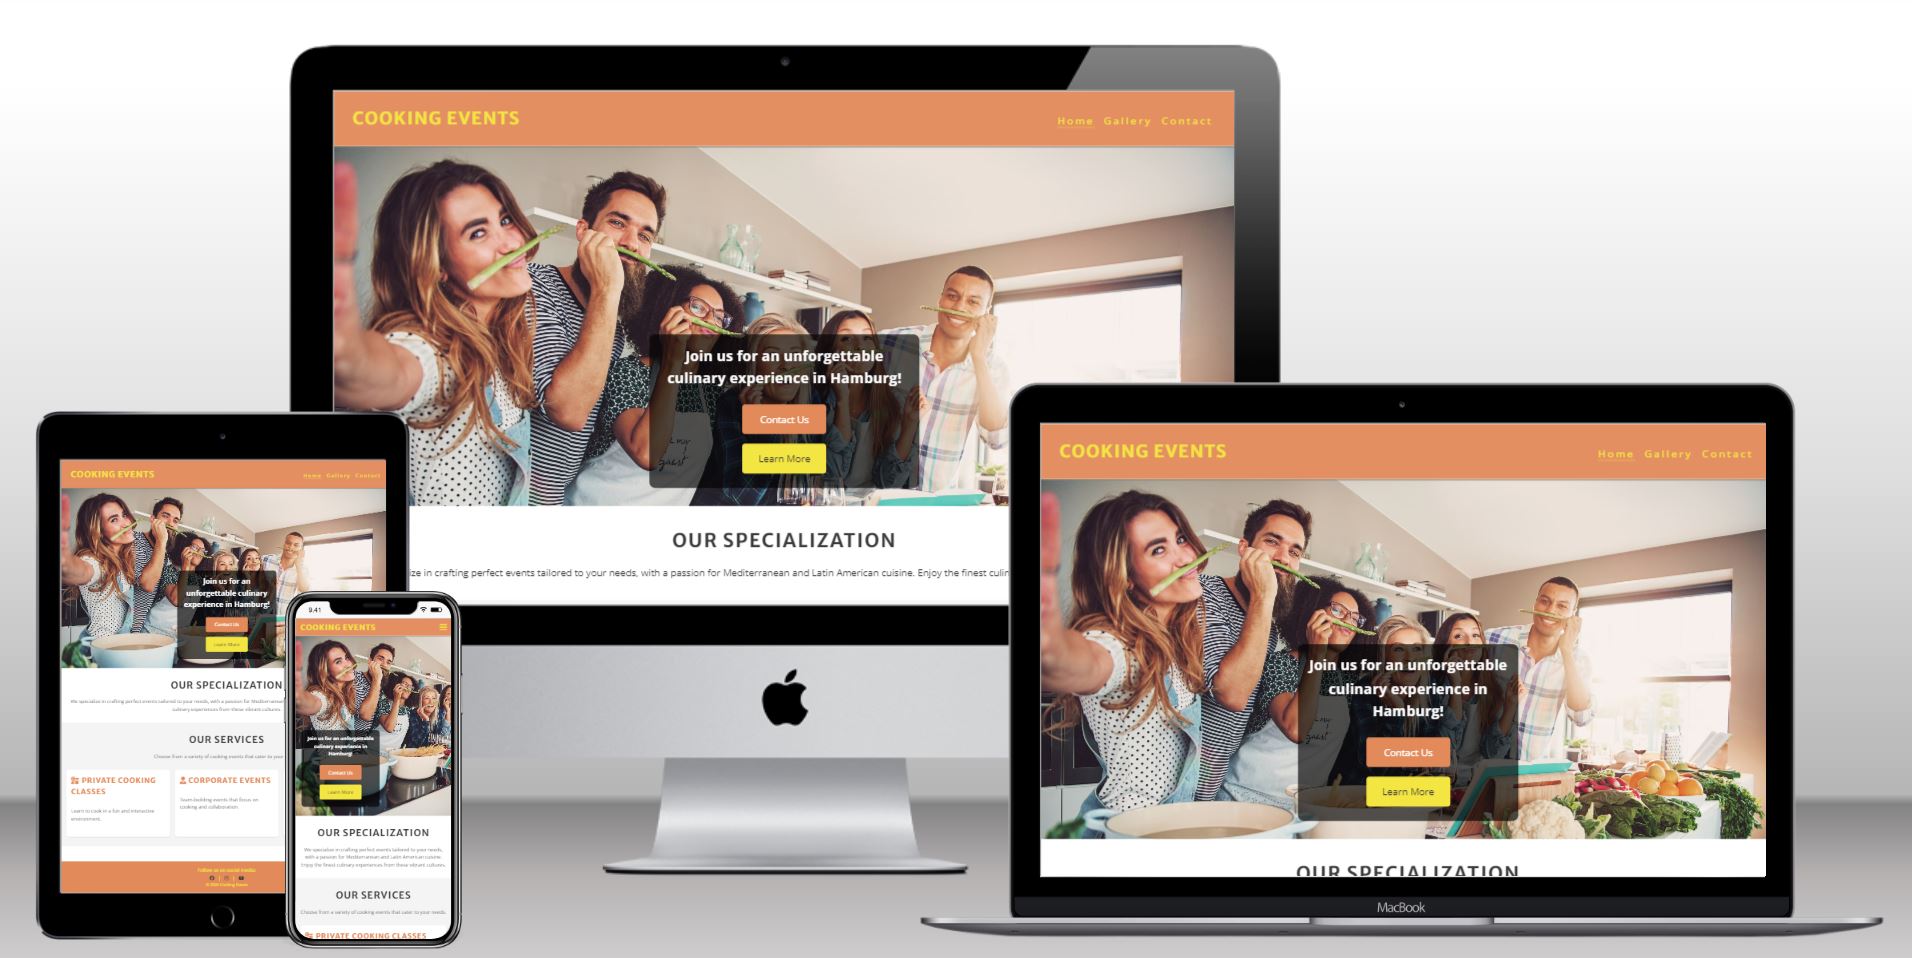 COOKING EVENTS
Home Gallery Contact
Join us for an unforgettable
culinary experience in Hamburg!
Contact Us
Learn More
OUR SPECIALIZATION
ize in crafting perfect events tailored to your needs, with a passion for Mediterranean and Latin American cuisine. Enjoy the finest culin
COOKING EVENTS
Home Gallery Contact
Join us for an
unforgettable culinary
experience in Hamburg!
Contact Us
Learn More
OUR SPECIALIZATION
We specialize in crafting perfect events tailored to your needs, with a passion for Mediterranean
culinary experiences from these vibrant cultures.
OUR SERVICES
Choose from a variety of cooking events that cater to your
PRIVATE COOKING
CLASSES
Learn to cook in a fun and interactive
environment.
CORPORATE EVENTS
Team-building events that focus on
cooking and collaboration.
Follow us on social media:
Cooking Events
9:41
COOKING EVENTS
Join us for an unforgettable
culinary experience in
Hamburg!
Contact Us
Learn More
OUR SPECIALIZATION
We specialize in crafting perfect events tailored to your needs,
with a passion for Mediterranean and Latin American cuisine.
Enjoy the finest culinary experiences from these vibrant cultures.
OUR SERVICES
Choose from a variety of cooking events that cater to your needs.
PRIVATE COOKING CLASSES
COOKING EVENTS
Home Gallery Contact
Join us for an unforgettable
culinary experience in
Hamburg!
Contact Us
Learn More
OUR SPECIALIZATION
MacBook